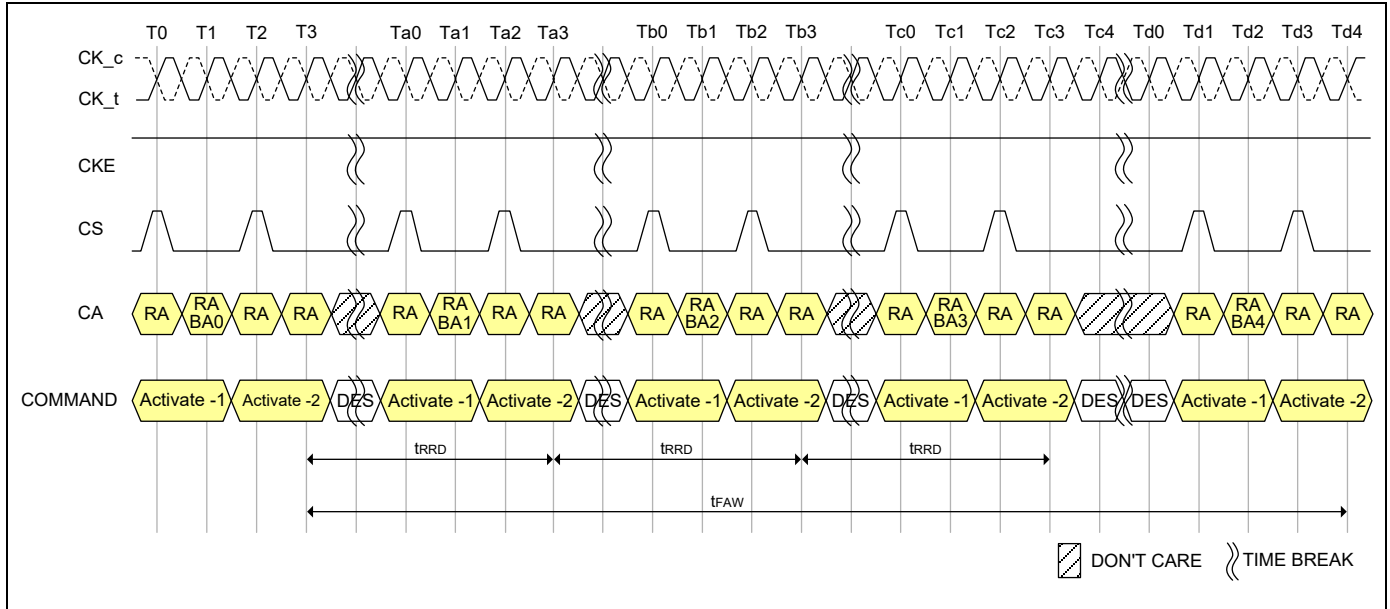 T0 T1 T2 T3 Ta0 Ta1 Ta2 Ta3 Tb0 Tb1 Tb2 Tb3 Tc0 Tc1 Tc2 Tc3 Tc4 Td0 Td1 Td2 Td3 Td4
CK_c
CK_t
CKE
CS
CA RA RA BA0 RA RA RA RA BA1 RA RA RA RA BA2 RA RA RA RA BA3 RA RA RA RA BA4 RA RA
COMMAND Activate -1 Activate -2 DES Activate -1 Activate -2 DES Activate -1 Activate -2 DES Activate -1 Activate -2 DES DES Activate -1 Activate -2
tRRD tRRD tRRD
tFAW
DON'T CARE TIME BREAK